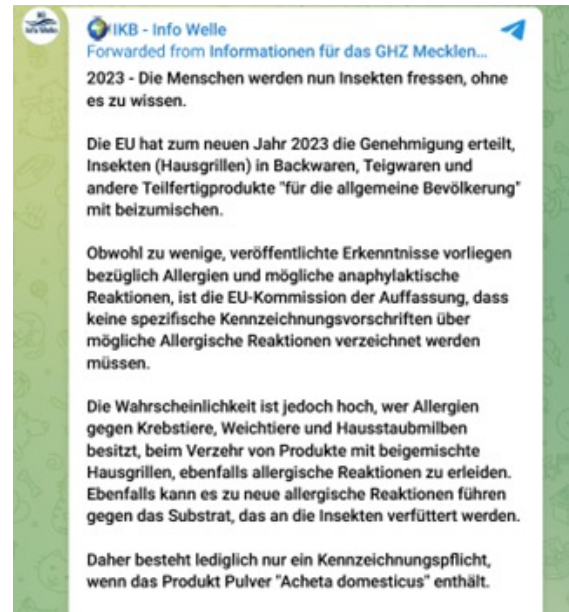 IKB
Info Welle
IKB - Info Welle
Forwarded from Informationen für das GHZ Mecklen...
2023 - Die Menschen werden nun Insekten fressen, ohne
es zu wissen.
Die EU hat zum neuen Jahr 2023 die Genehmigung erteilt,
Insekten (Hausgrillen) in Backwaren, Teigwaren und
andere Teilfertigprodukte "für die allgemeine Bevölkerung"
mit beizumischen.
Obwohl zu wenige, veröffentlichte Erkenntnisse vorliegen
bezüglich Allergien und mögliche anaphylaktische
Reaktionen, ist die EU-Kommission der Auffassung, dass
keine spezifische Kennzeichnungsvorschriften über
mögliche Allergische Reaktionen verzeichnet werden
müssen.
Die Wahrscheinlichkeit ist jedoch hoch, wer Allergien
gegen Krebstiere, Weichtiere und Hausstaubmilben
besitzt, beim Verzehr von Produkte mit beigemischte
Hausgrillen, ebenfalls allergische Reaktionen zu erleiden.
Ebenfalls kann es zu neue allergische Reaktionen führen
gegen das Substrat, das an die Insekten verfüttert werden.
Daher besteht lediglich nur ein Kennzeichnungspflicht,
wenn das Produkt Pulver "Acheta domesticus" enthält.